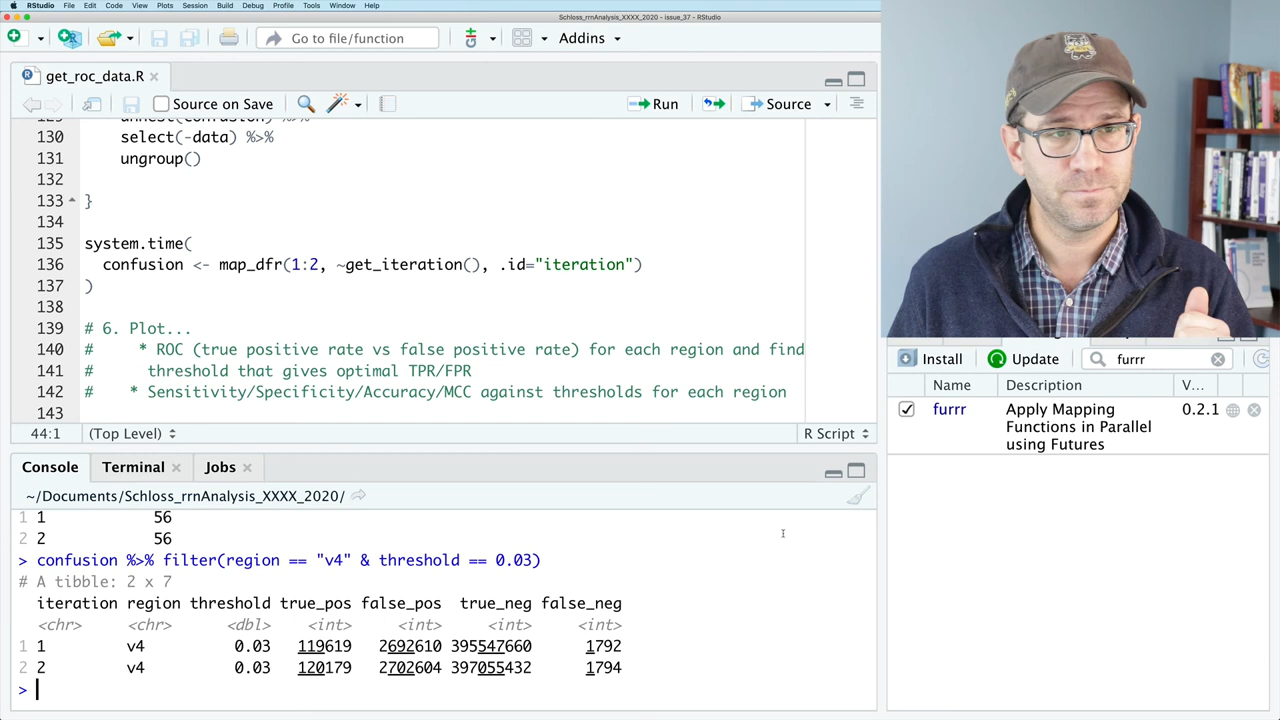 RStudio File Edit Code View Plots Session Build Debug Profile Tools Window Help
Schloss_rrnAnalysis_XXXX_2020 - issue_37 - RStudio
Go to file/function Addins
get_roc_data.R
Source on Save Run Source
130 select(-data) %>%
131 ungroup()
132
133 }
134
135 system.time(
136 confusion <- map_dfr(1:2, ~get_iteration(), .id="iteration")
137 )
138
139 # 6. Plot...
140 # * ROC (true positive rate vs false positive rate) for each region and find
141 # threshold that gives optimal TPR/FPR
142 # * Sensitivity/Specificity/Accuracy/MCC against thresholds for each region
143
44:1 (Top Level) R Script
Console Terminal Jobs
~/Documents/Schloss_rrnAnalysis_XXXX_2020/
1 1 56
2 2 56
> confusion %>% filter(region == "v4" & threshold == 0.03)
# A tibble: 2 x 7
iteration region threshold true_pos false_pos true_neg false_neg
<chr> <chr> <dbl> <int> <int> <int> <int>
1 1 v4 0.03 119619 2692610 395547660 1792
2 2 v4 0.03 120179 2702604 397055432 1794
>
Install Update furrr
Name Description V...
furrr Apply Mapping 0.2.1
Functions in Parallel
using Futures